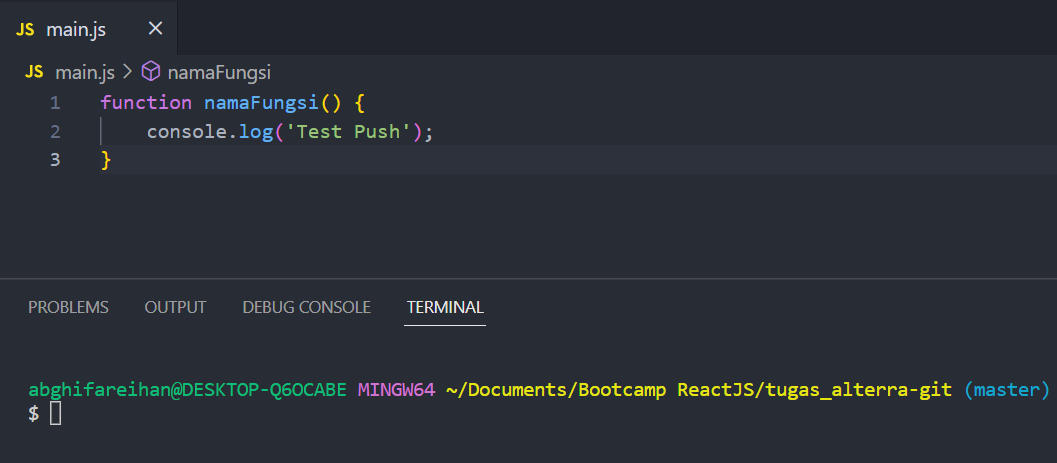 JS main.js ×
JS main.js > namaFungsi
1 function namaFungsi() {
2     console.log('Test Push');
3 }
PROBLEMS OUTPUT DEBUG CONSOLE TERMINAL
abghifareihan@DESKTOP-Q6OCABE MINGW64 ~/Documents/Bootcamp ReactJS/tugas_alterra-git (master)
$